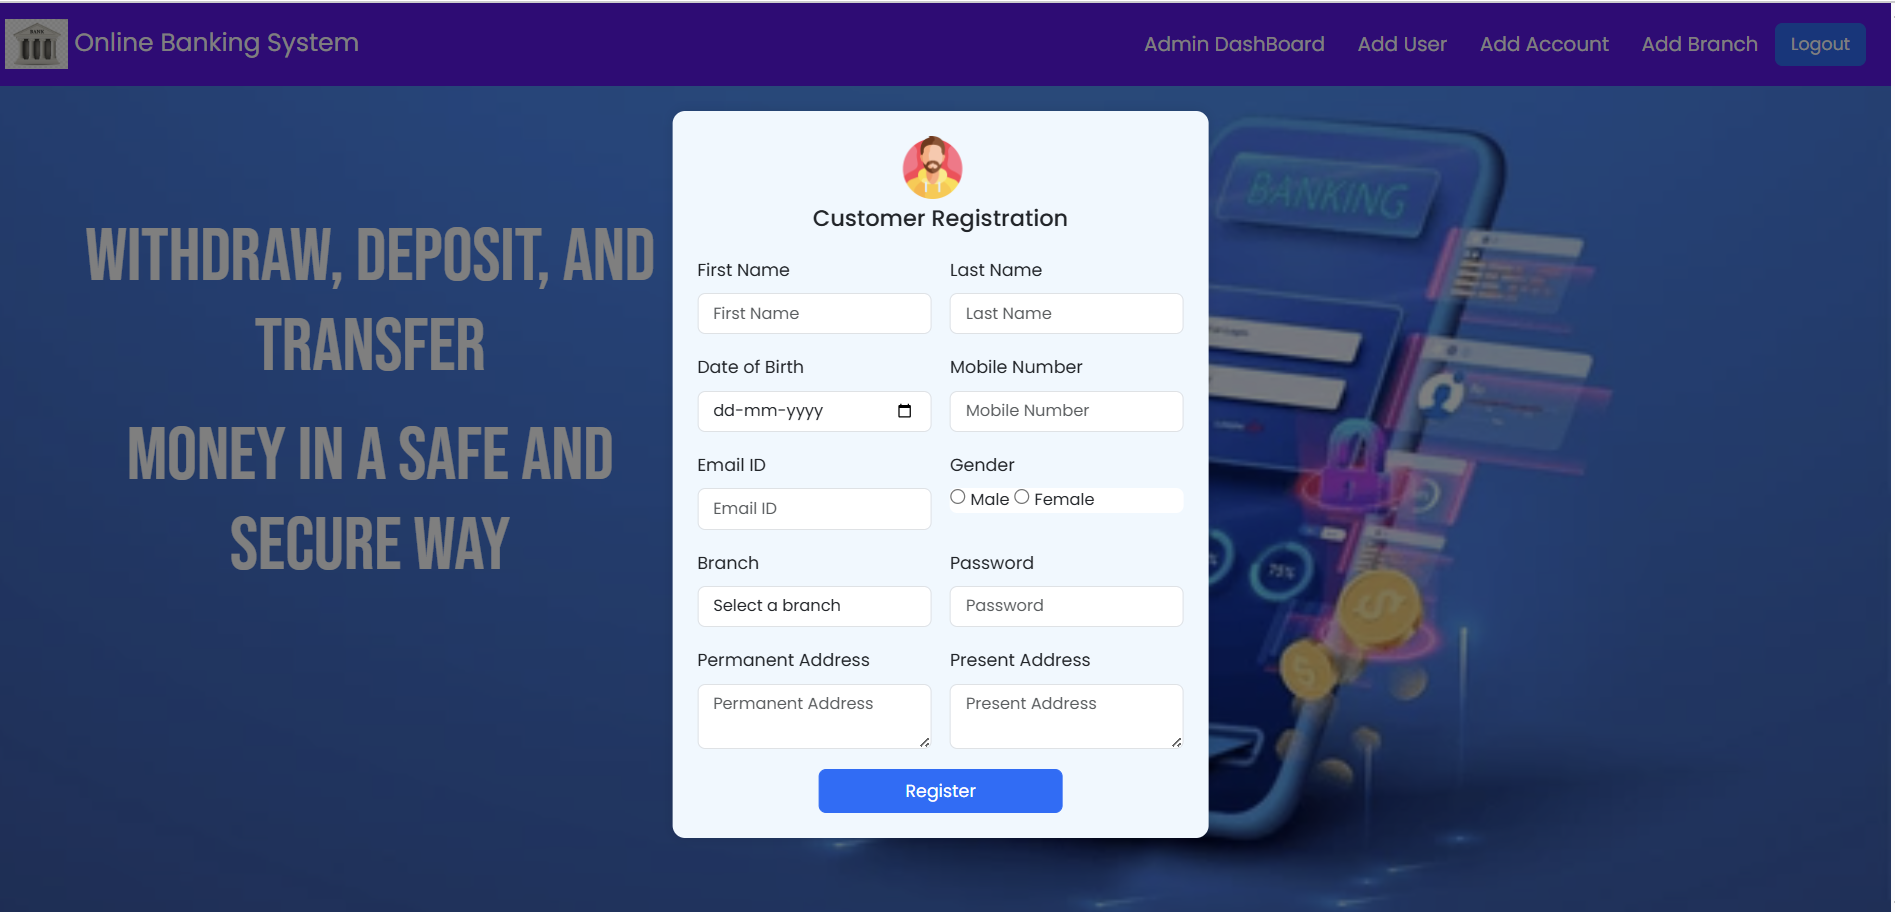 BANK
Online Banking System
Admin DashBoard Add User Add Account Add Branch Logout
WITHDRAW, DEPOSIT, AND
TRANSFER
MONEY IN A SAFE AND
SECURE WAY
Customer Registration
First Name Last Name
First Name Last Name
Date of Birth Mobile Number
dd-mm-yyyy Mobile Number
Email ID Gender
Email ID Male Female
Branch Password
Select a branch Password
Permanent Address Present Address
Permanent Address Present Address
Register
BANKING
75%